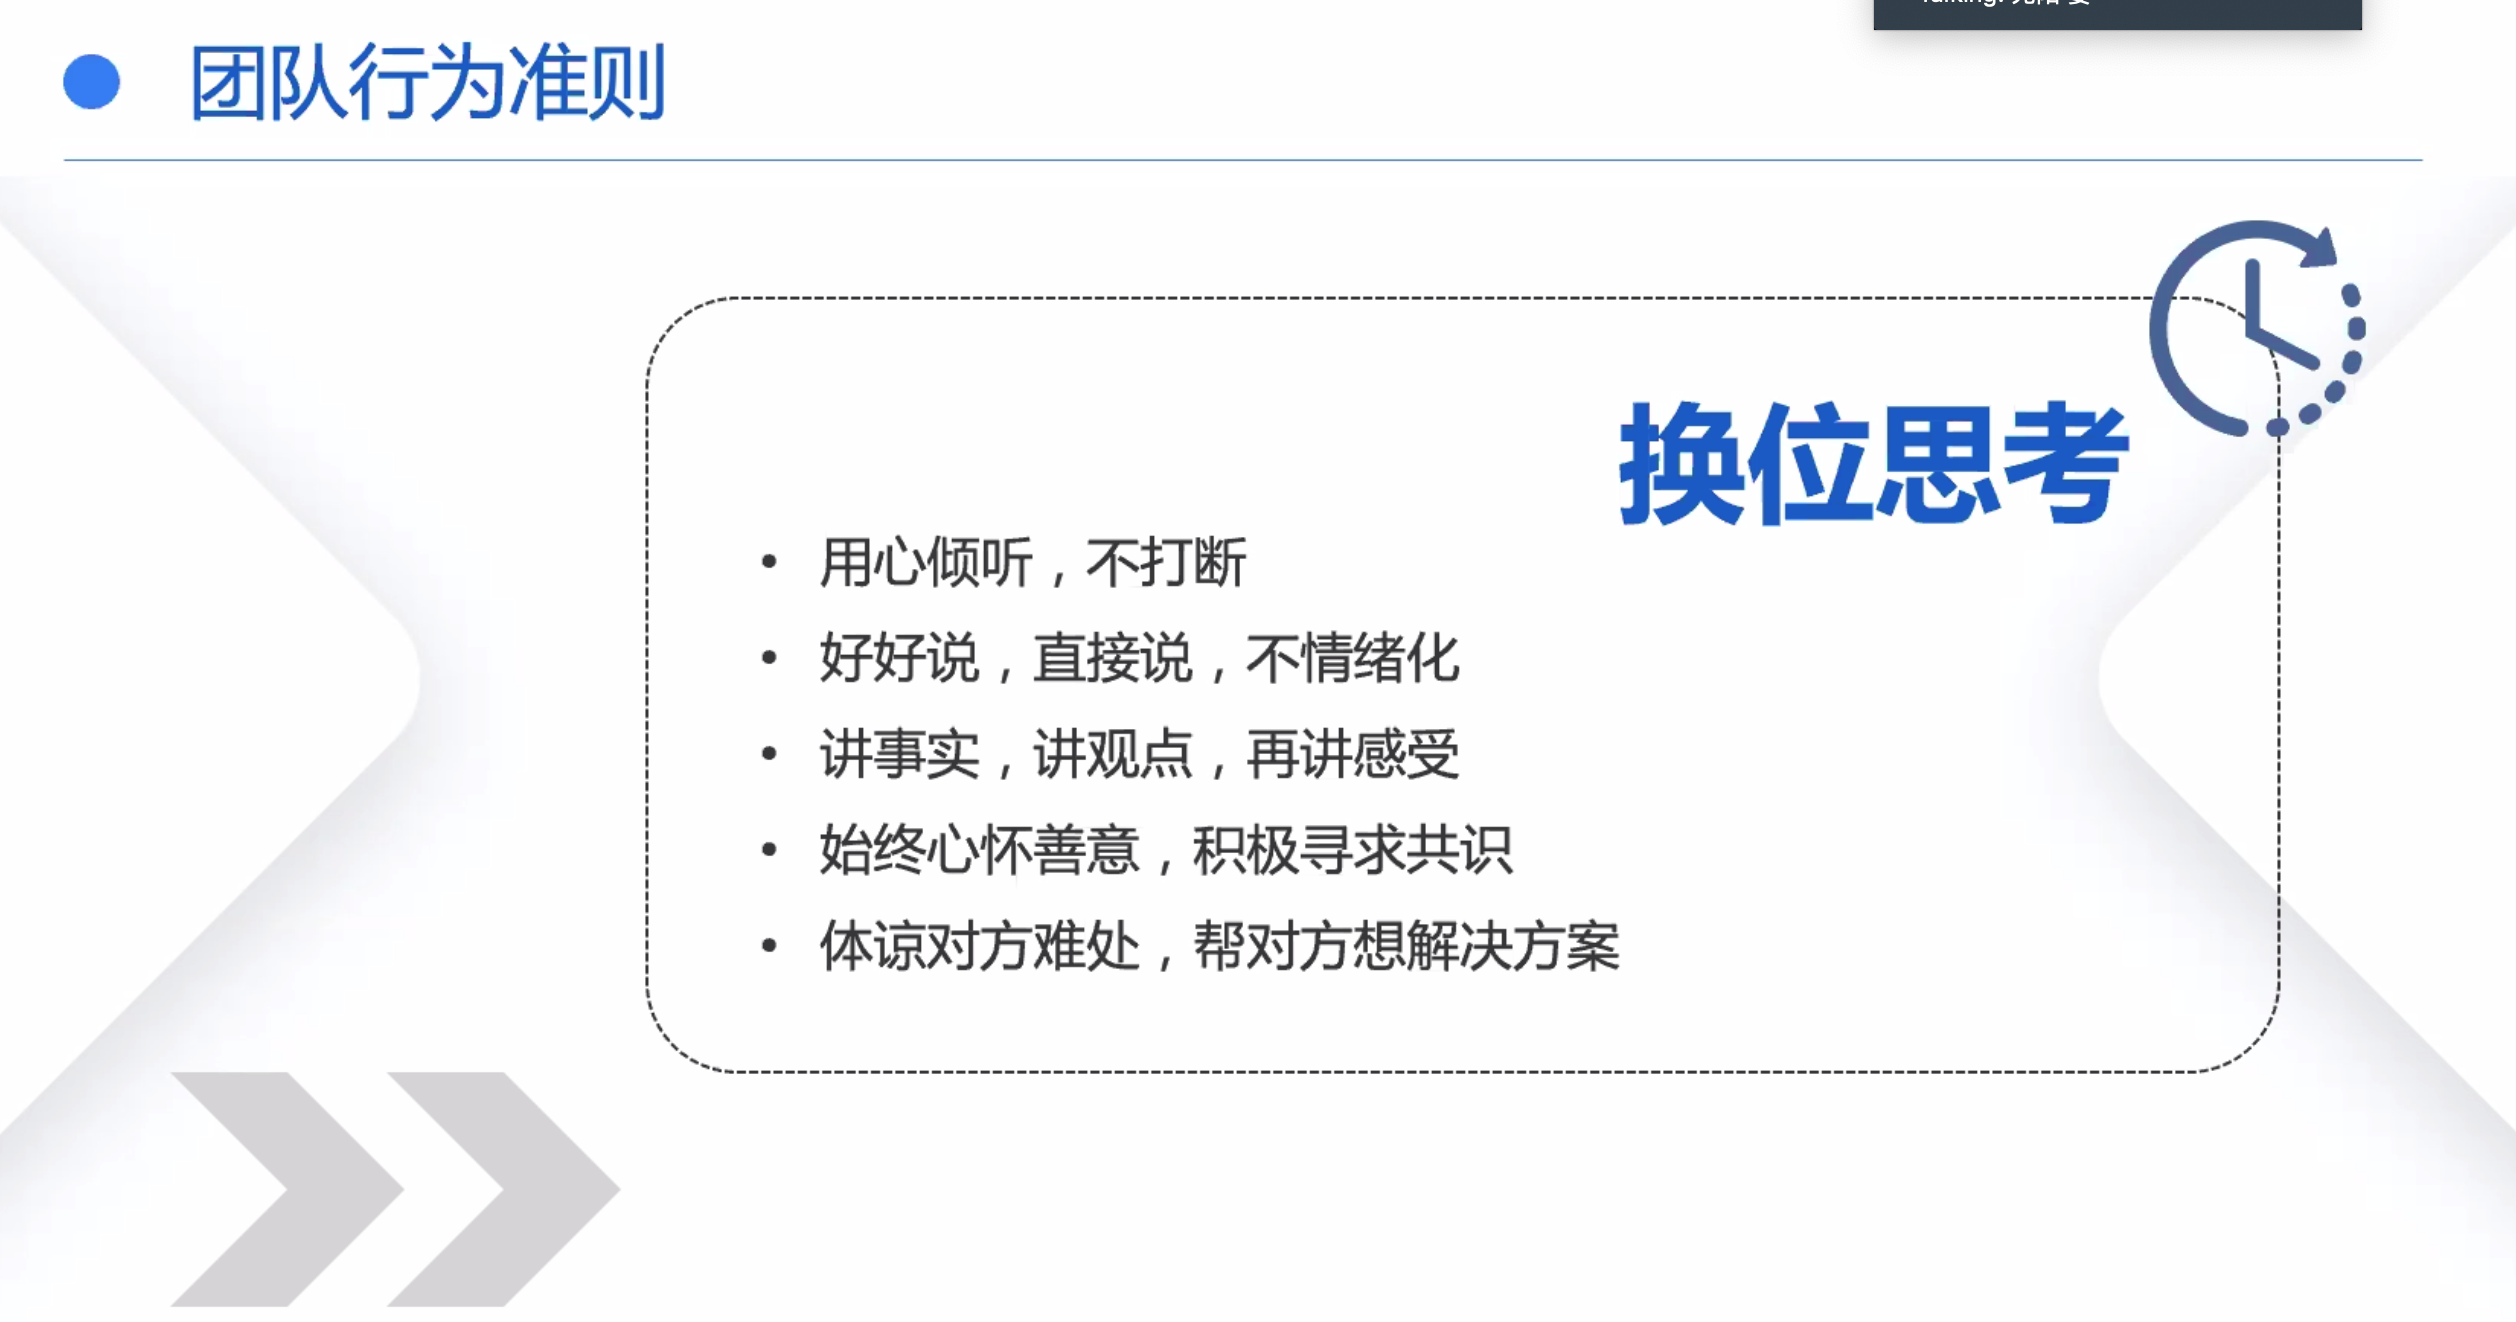 团队行为准则
换位思考
• 用心倾听，不打断
• 好好说，直接说，不情绪化
• 讲事实，讲观点，再讲感受
• 始终心怀善意，积极寻求共识
• 体谅对方难处，帮对方想解决方案